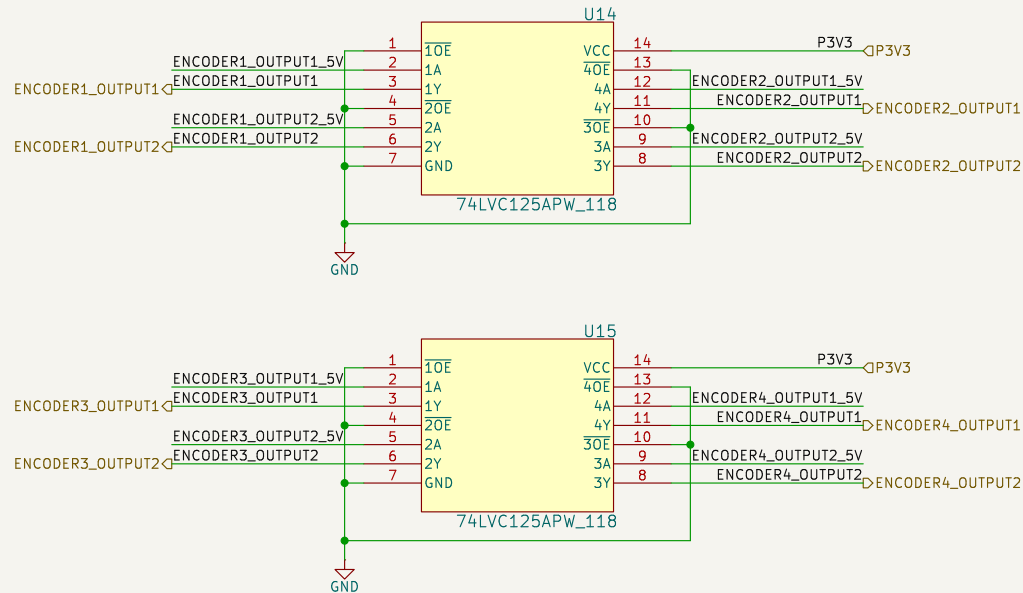 U14
1 1OE VCC 14 P3V3 P3V3
ENCODER1_OUTPUT1_5V 2 1A 4OE 13
ENCODER1_OUTPUT1 ENCODER1_OUTPUT1 3 1Y 4A 12 ENCODER2_OUTPUT1_5V
4 2OE 4Y 11 ENCODER2_OUTPUT1 ENCODER2_OUTPUT1
ENCODER1_OUTPUT2_5V 5 2A 3OE 10
ENCODER1_OUTPUT2 ENCODER1_OUTPUT2 6 2Y 3A 9 ENCODER2_OUTPUT2_5V
7 GND 3Y 8 ENCODER2_OUTPUT2 ENCODER2_OUTPUT2
74LVC125APW_118
GND
U15
1 1OE VCC 14 P3V3 P3V3
ENCODER3_OUTPUT1_5V 2 1A 4OE 13
ENCODER3_OUTPUT1 ENCODER3_OUTPUT1 3 1Y 4A 12 ENCODER4_OUTPUT1_5V
4 2OE 4Y 11 ENCODER4_OUTPUT1 ENCODER4_OUTPUT1
ENCODER3_OUTPUT2_5V 5 2A 3OE 10
ENCODER3_OUTPUT2 ENCODER3_OUTPUT2 6 2Y 3A 9 ENCODER4_OUTPUT2_5V
7 GND 3Y 8 ENCODER4_OUTPUT2 ENCODER4_OUTPUT2
74LVC125APW_118
GND